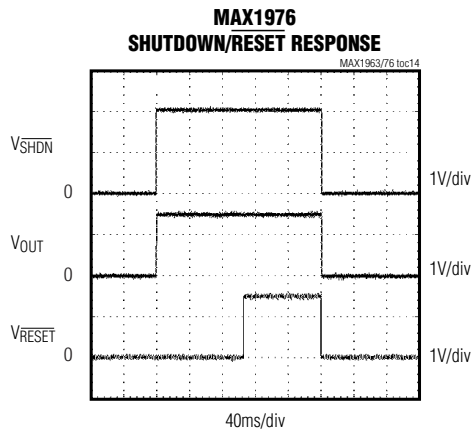 MAX1976
SHUTDOWN/RESET RESPONSE
MAX1963/76 toc14
VSHDN
0
1V/div
VOUT
0
1V/div
VRESET
0
1V/div
40ms/div